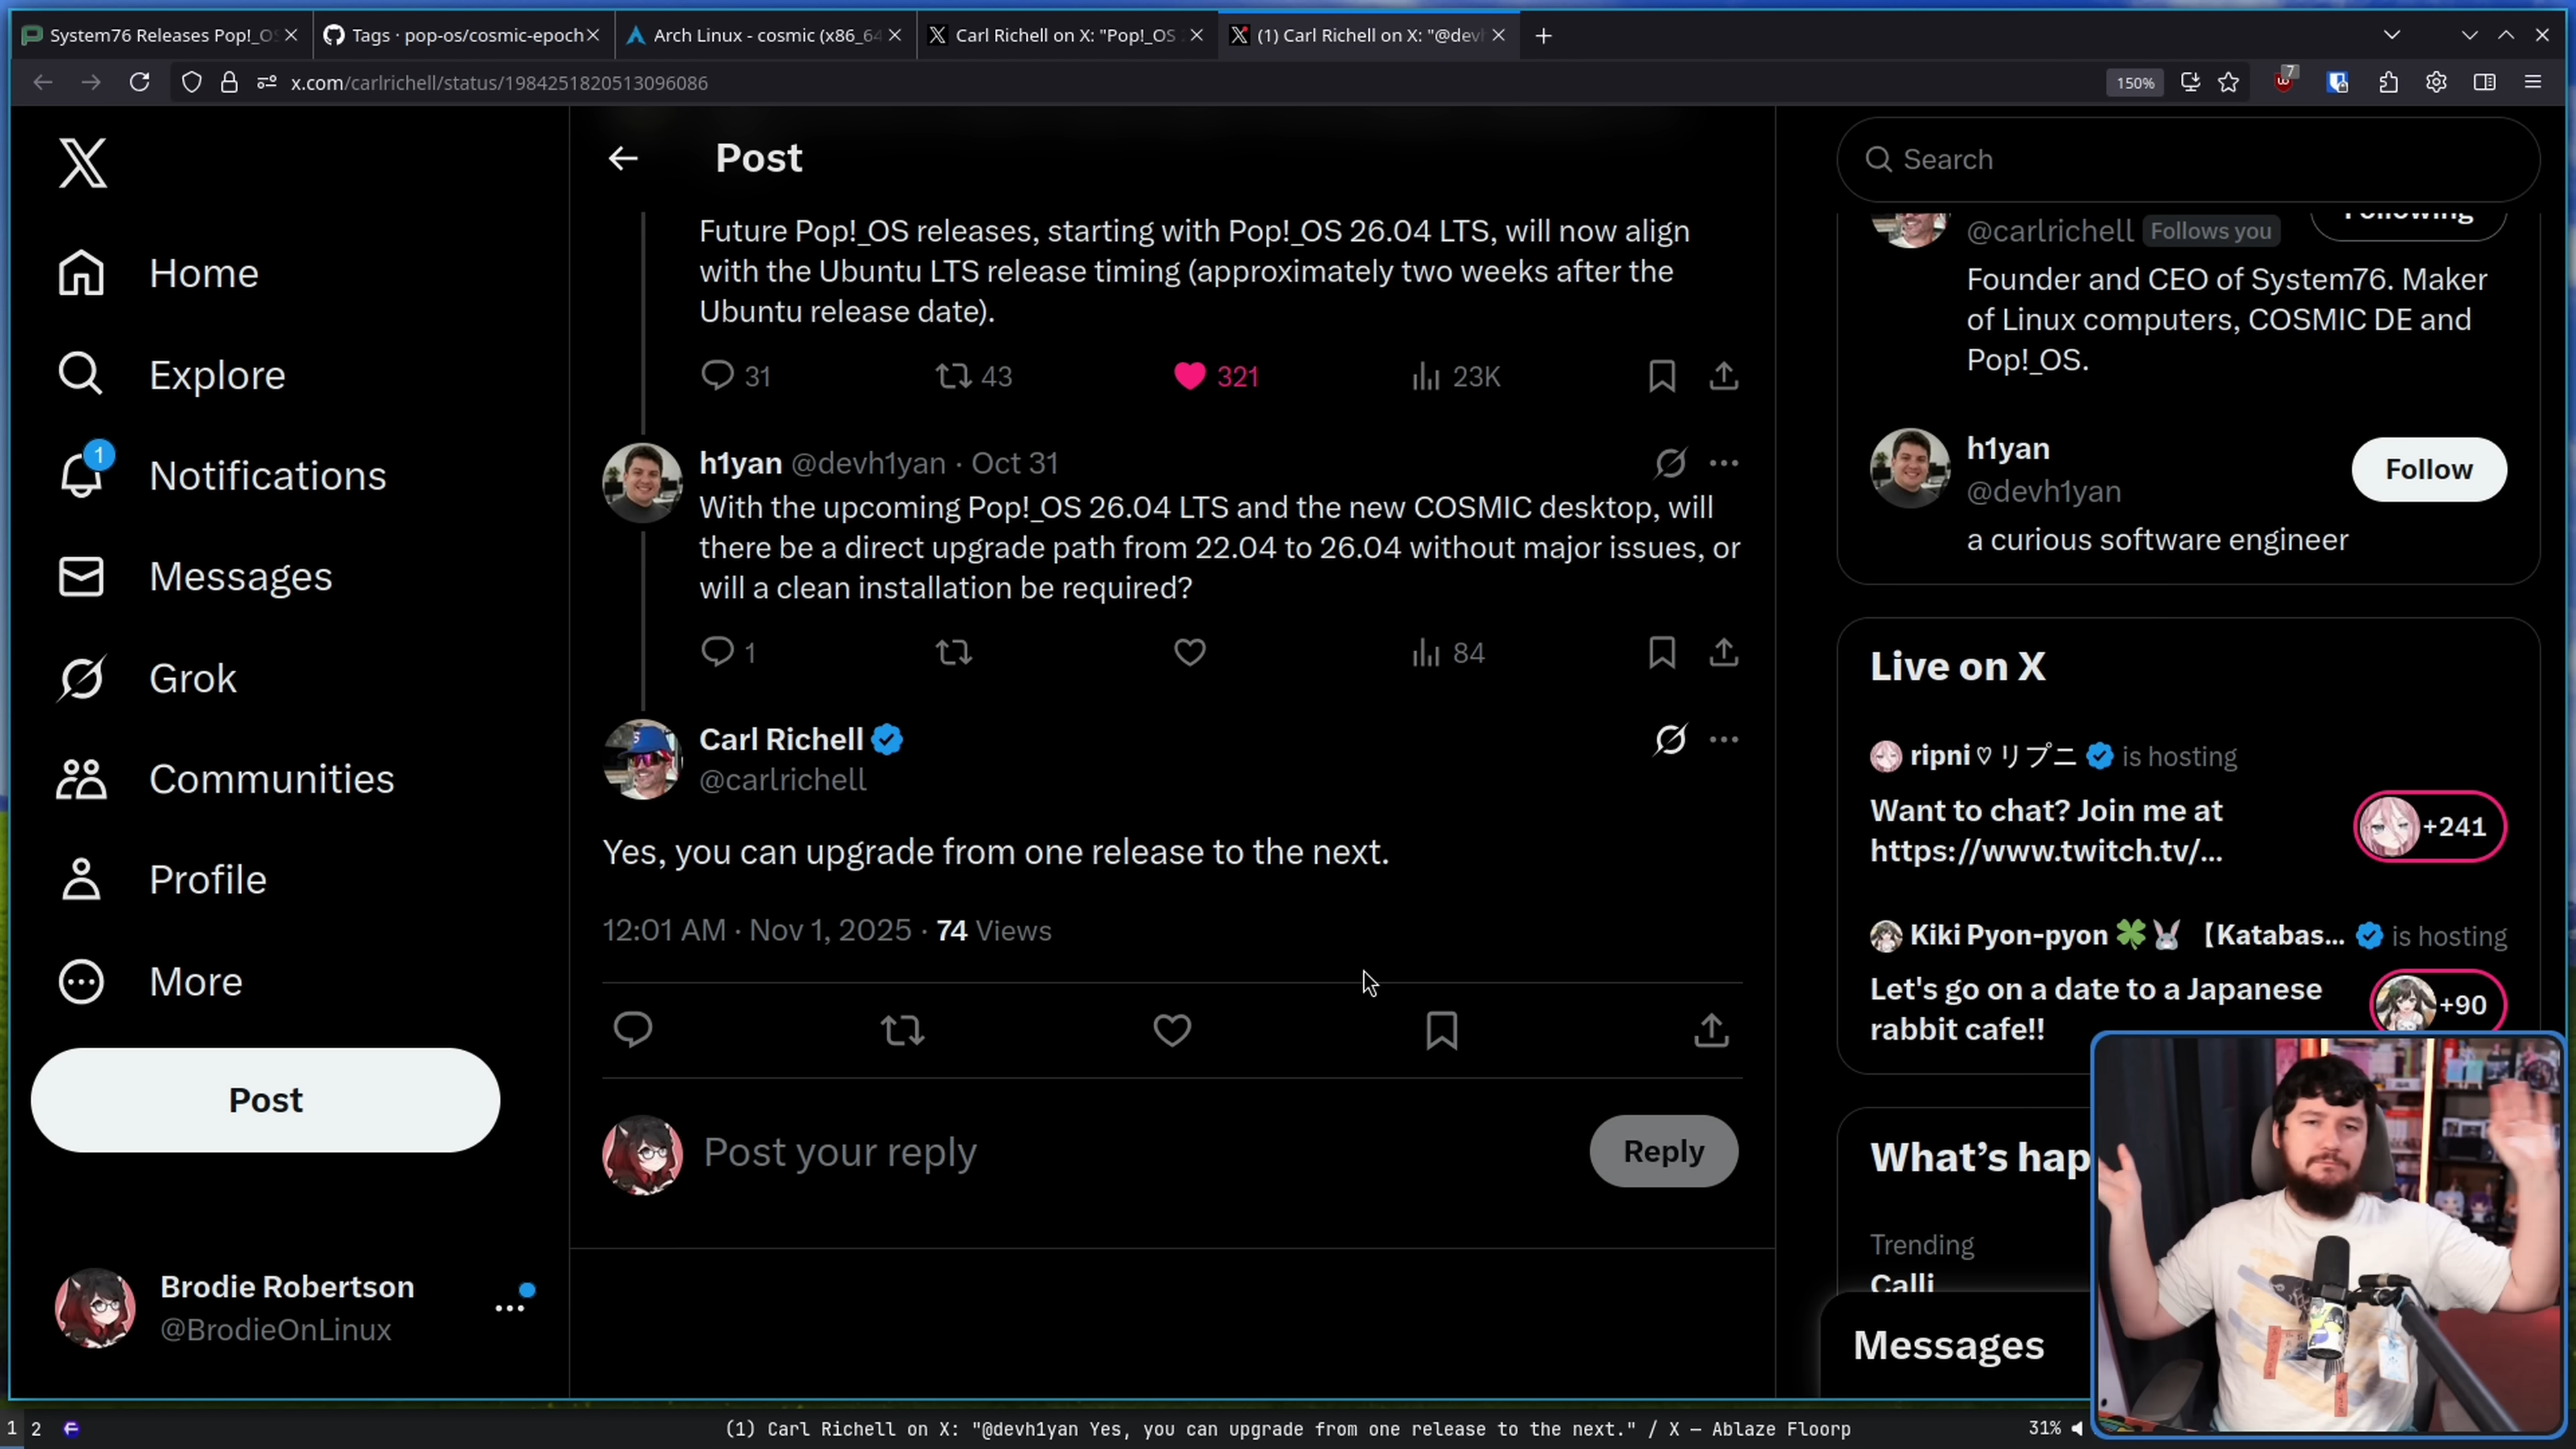 System76 Releases Pop!_OS
Tags · pop-os/cosmic-epoch
Arch Linux - cosmic (x86_64
Carl Richell on X: "Pop!_OS
(1) Carl Richell on X: "@devh
x.com/carlrichell/status/1984251820513096086
150%
7
Home
Explore
1
Notifications
Messages
Grok
Communities
Profile
More
Post
Brodie Robertson
@BrodieOnLinux
Post
Future Pop!_OS releases, starting with Pop!_OS 26.04 LTS, will now align
with the Ubuntu LTS release timing (approximately two weeks after the
Ubuntu release date).
31 43 321 23K
h1yan @devh1yan · Oct 31
With the upcoming Pop!_OS 26.04 LTS and the new COSMIC desktop, will
there be a direct upgrade path from 22.04 to 26.04 without major issues, or
will a clean installation be required?
1 84
Carl Richell
@carlrichell
Yes, you can upgrade from one release to the next.
12:01 AM · Nov 1, 2025 · 74 Views
Post your reply
Reply
Search
Following
@carlrichell Follows you
Founder and CEO of System76. Maker
of Linux computers, COSMIC DE and
Pop!_OS.
h1yan
@devh1yan
Follow
a curious software engineer
Live on X
ripni♡リプニ is hosting
Want to chat? Join me at
https://www.twitch.tv/...
+241
Kiki Pyon-pyon🍀🐰【Katabas... is hosting
Let's go on a date to a Japanese
rabbit cafe!!
+90
What's hap
Trending
Calli
Messages
1 2
(1) Carl Richell on X: "@devh1yan Yes, you can upgrade from one release to the next." / X — Ablaze Floorp
31%